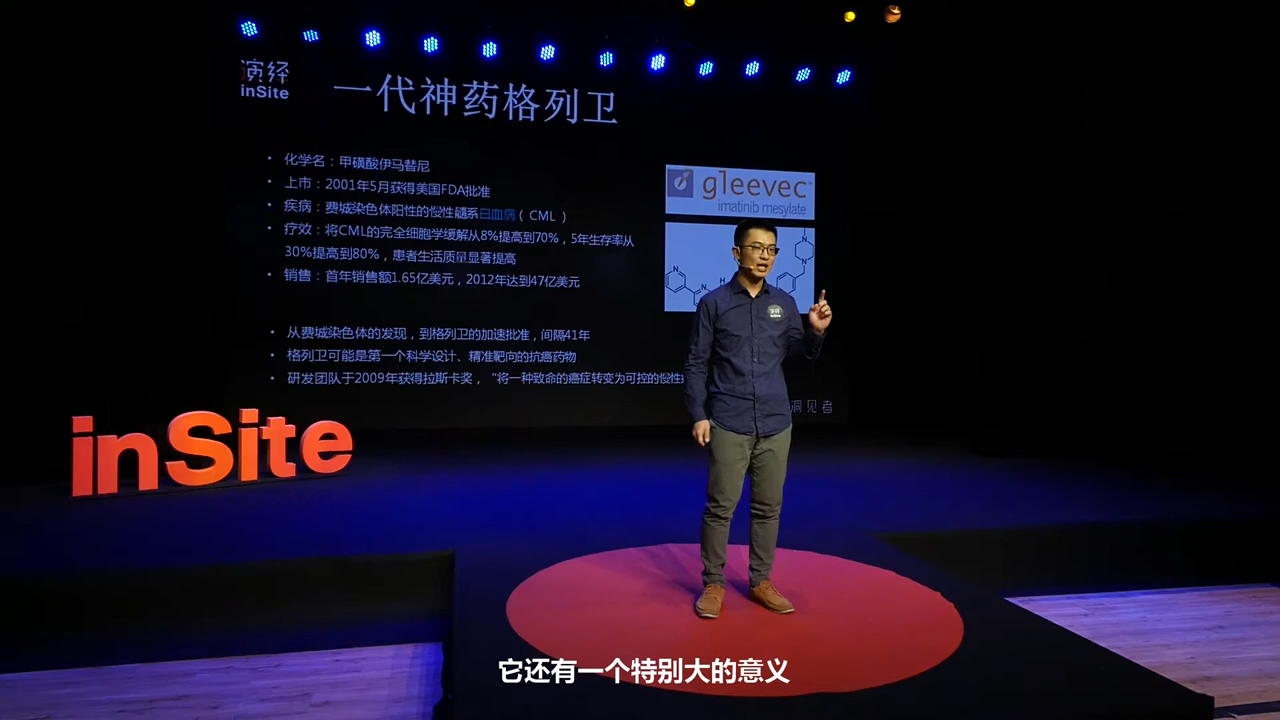 演绎
inSite
一代神药格列卫
• 化学名：甲磺酸伊马替尼
• 上市：2001年5月获得美国FDA批准
• 疾病：费城染色体阳性的慢性髓系白血病（CML）
• 疗效：将CML的完全细胞学缓解从8%提高到70%，5年生存率从
30%提高到80%，患者生活质量显著提高
• 销售：首年销售额1.65亿美元，2012年达到47亿美元
• 从费城染色体的发现，到格列卫的加速批准，间隔41年
• 格列卫可能是第一个科学设计、精准靶向的抗癌药物
• 研发团队于2009年获得拉斯卡奖，“将一种致命的癌症转变为可控的慢性
gleevec
imatinib mesylate
N
N
N
H
洞见者
inSite
它还有一个特别大的意义